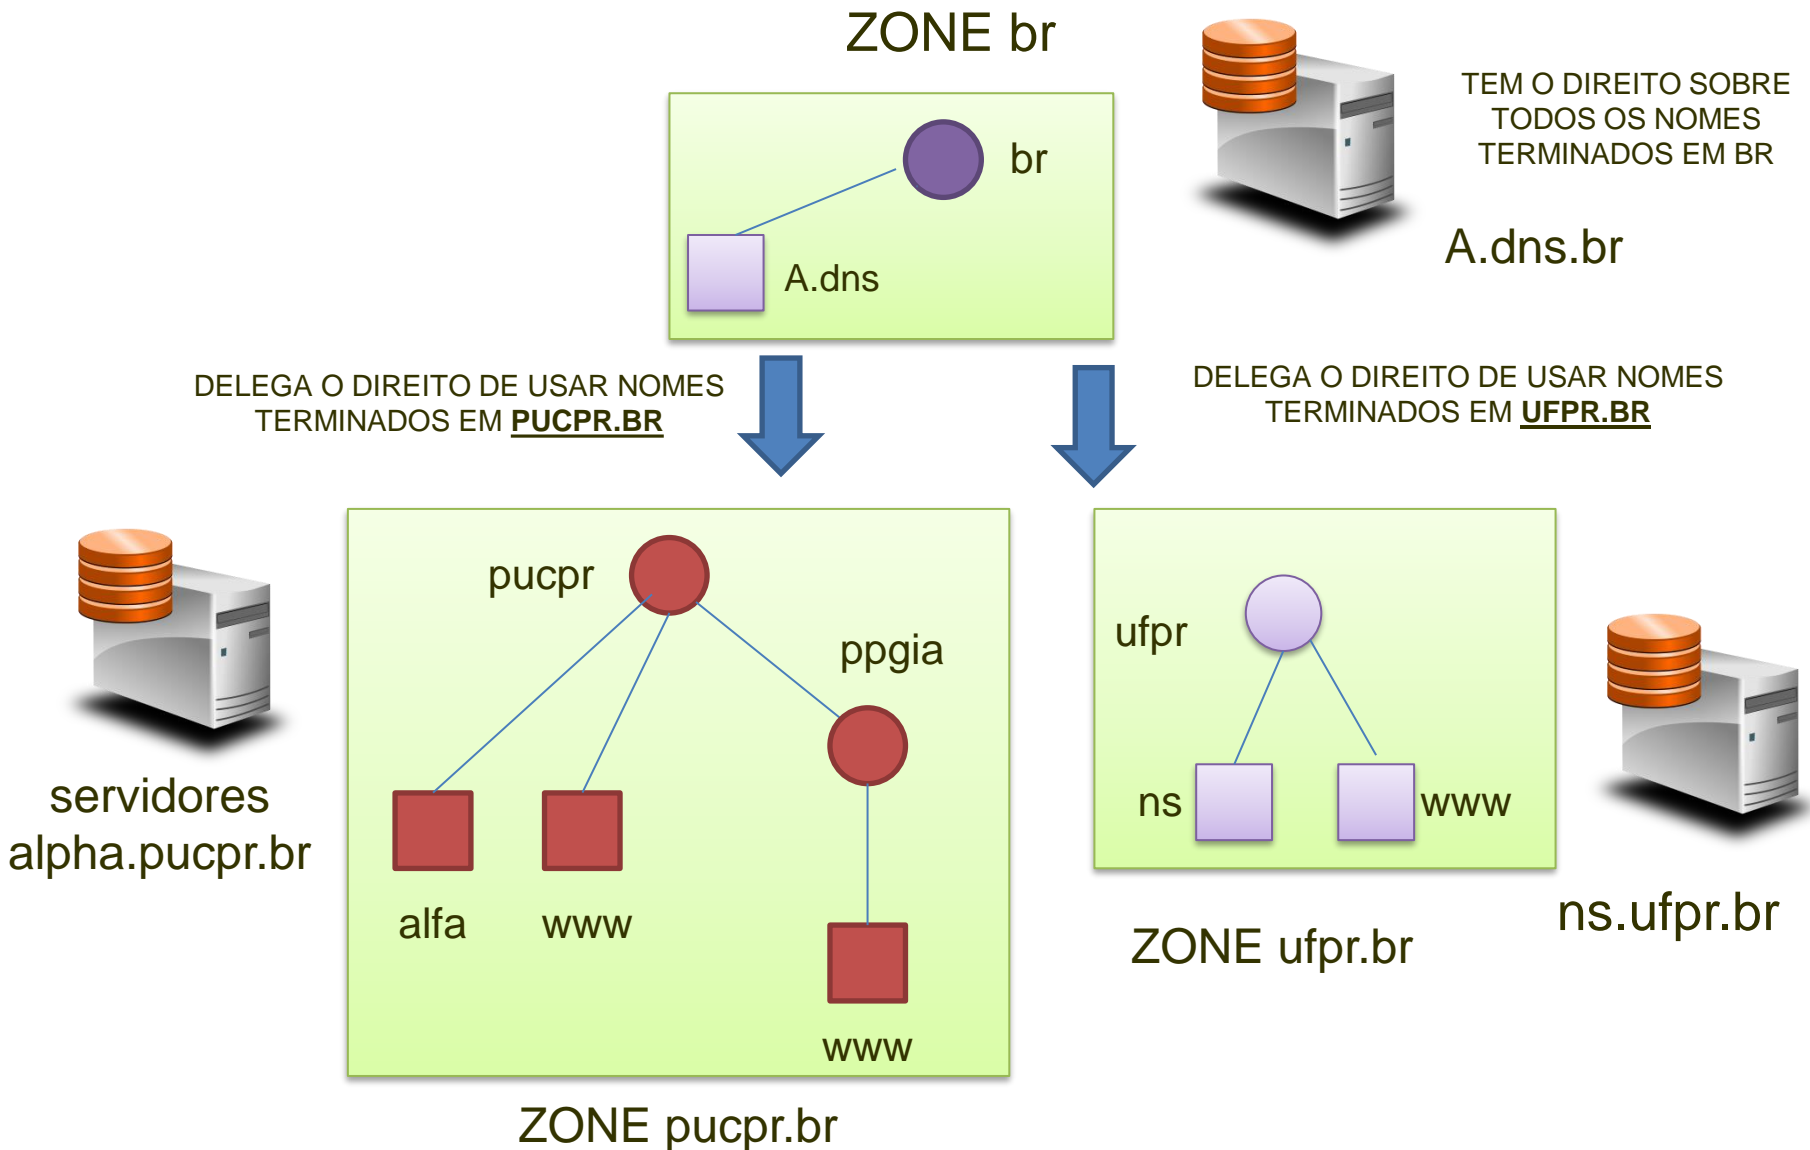 ZONE br
TEM O DIREITO SOBRE
TODOS OS NOMES
TERMINADOS EM BR
br
A.dns.br
A.dns
DELEGA O DIREITO DE USAR NOMES
TERMINADOS EM PUCPR.BR
DELEGA O DIREITO DE USAR NOMES
TERMINADOS EM UFPR.BR
pucpr
ppgia
ufpr
servidores
alpha.pucpr.br
ns
www
alfa
www
ns.ufpr.br
ZONE ufpr.br
www
ZONE pucpr.br